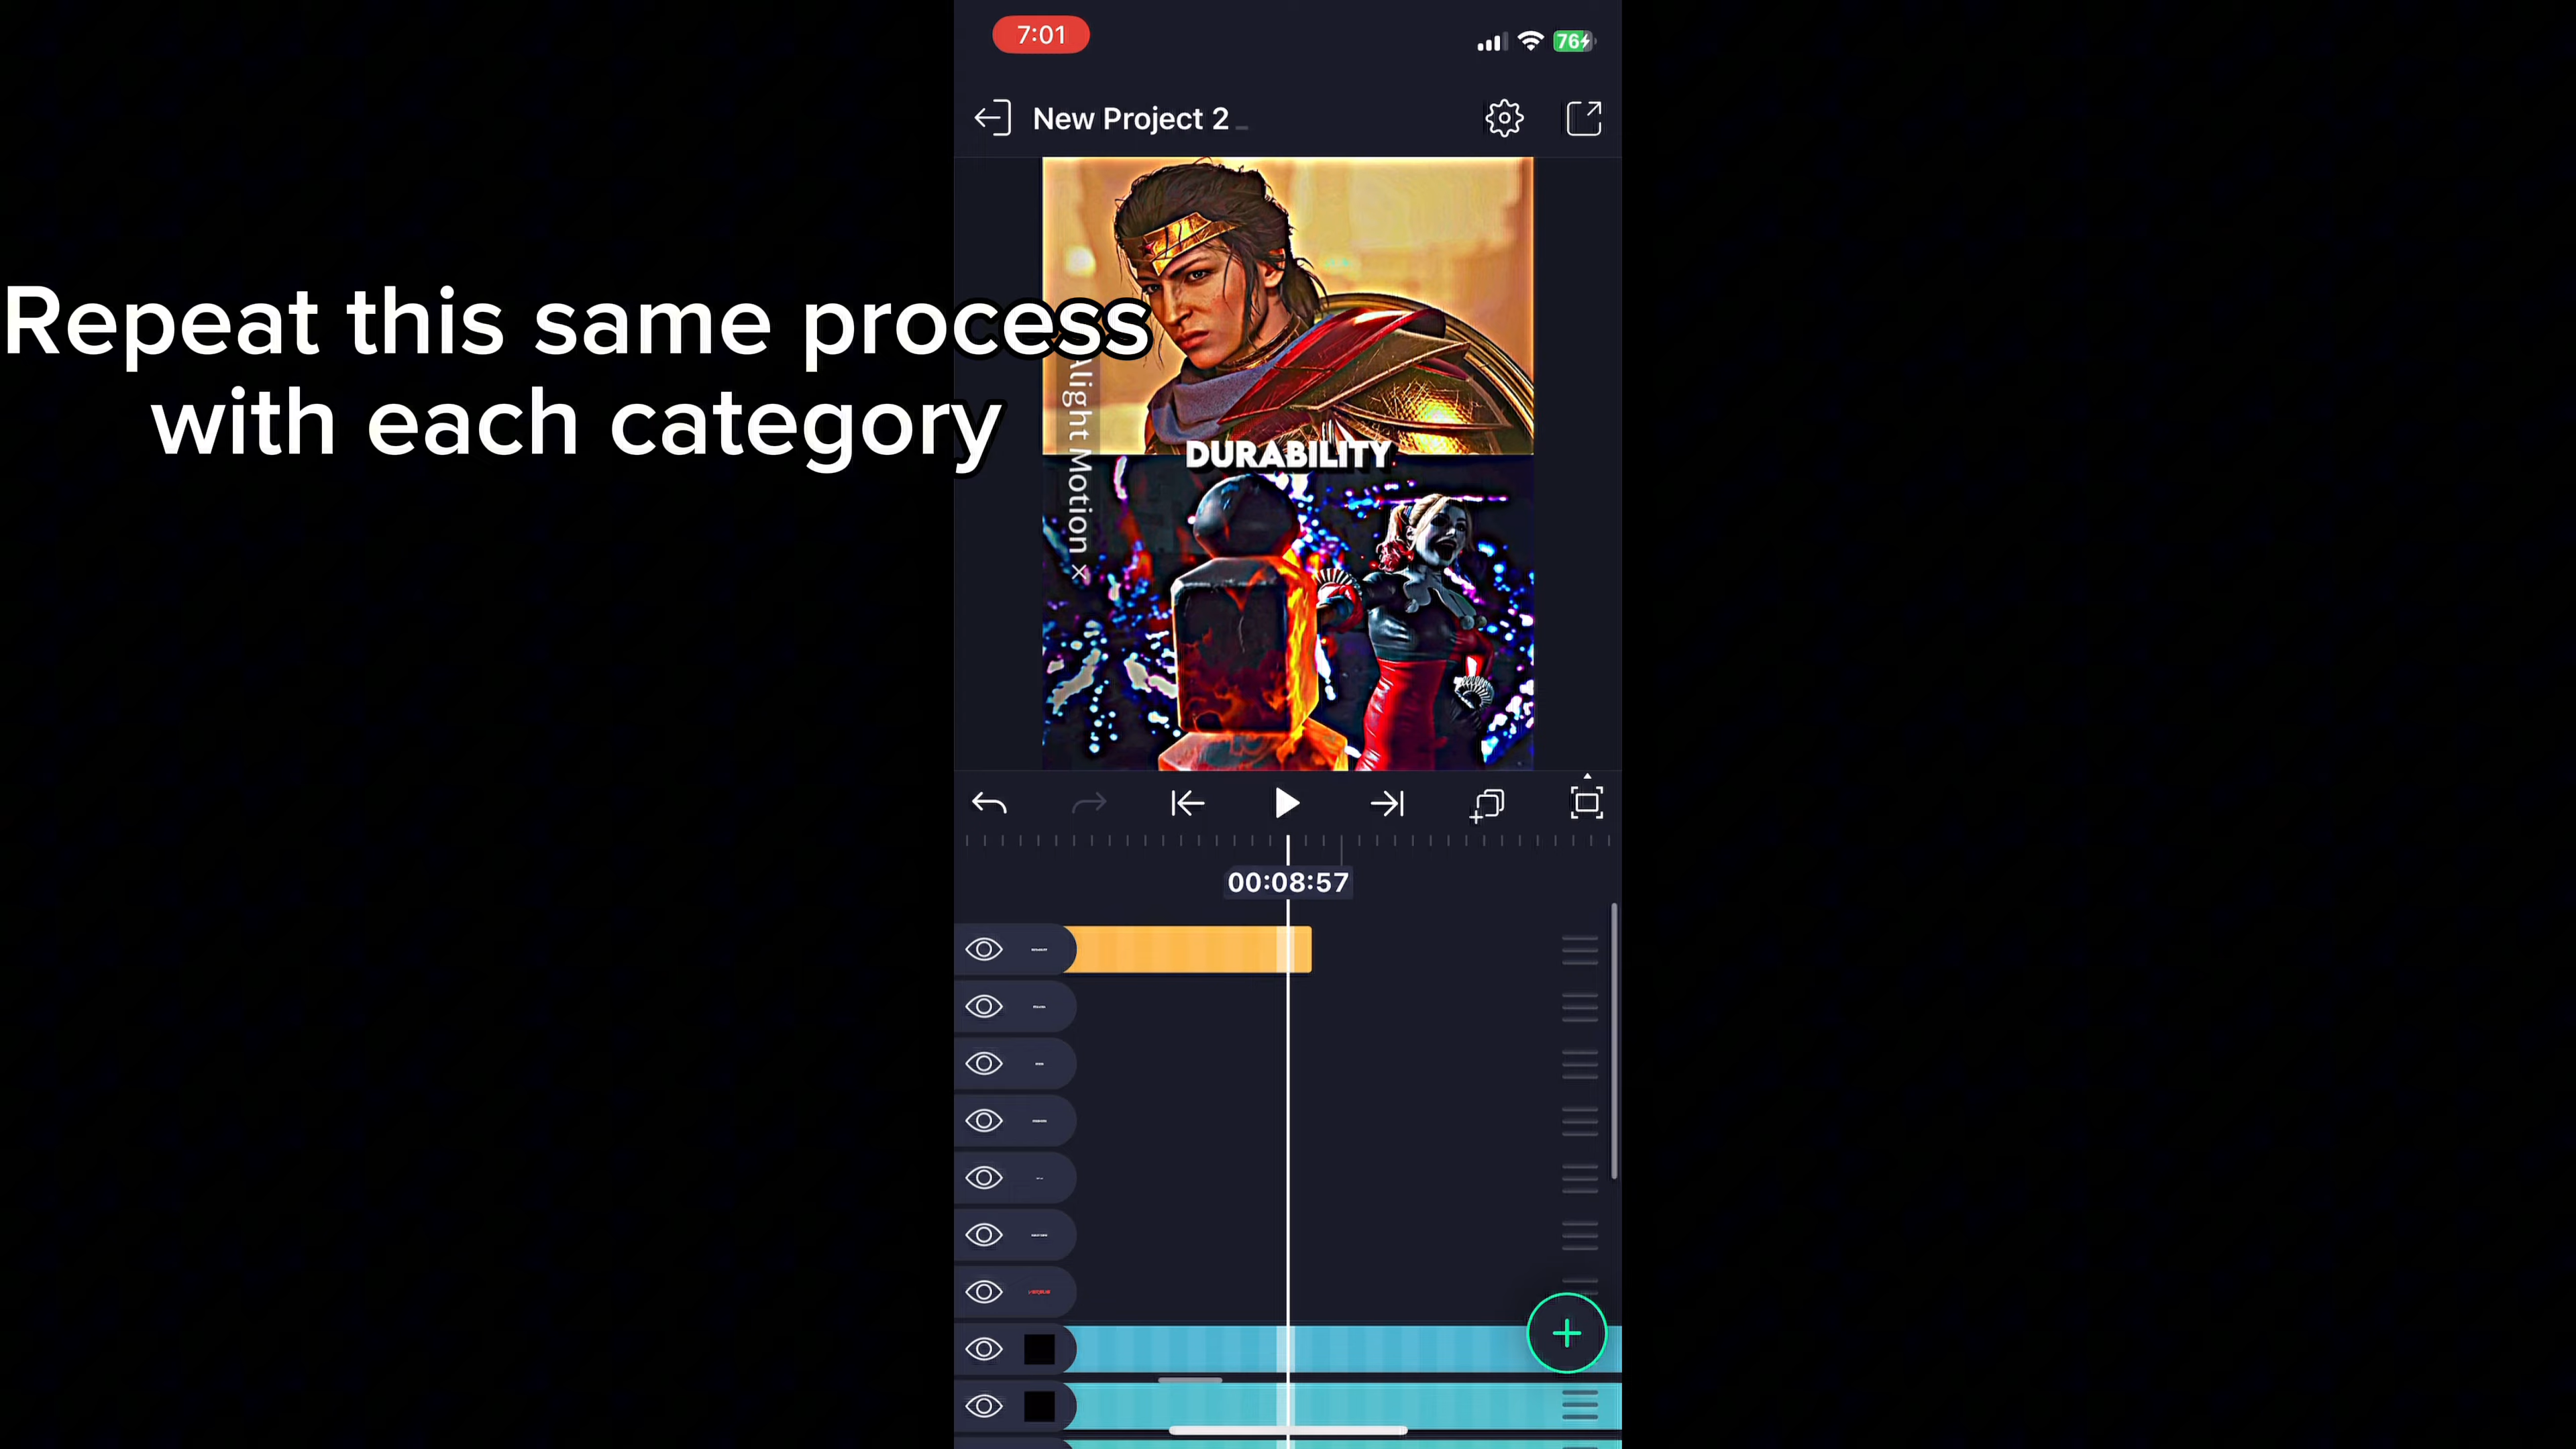 7:01
76
New Project 2
Repeat this same process
with each category
Alight Motion ×
DURABILITY
00:08:57